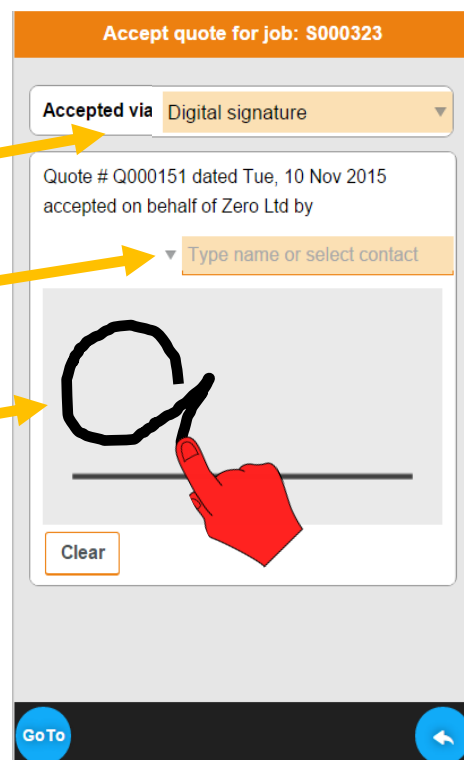 Accept quote for job: S000323
Accepted via Digital signature
Quote # Q000151 dated Tue, 10 Nov 2015
accepted on behalf of Zero Ltd by
Type name or select contact
Clear
GoTo